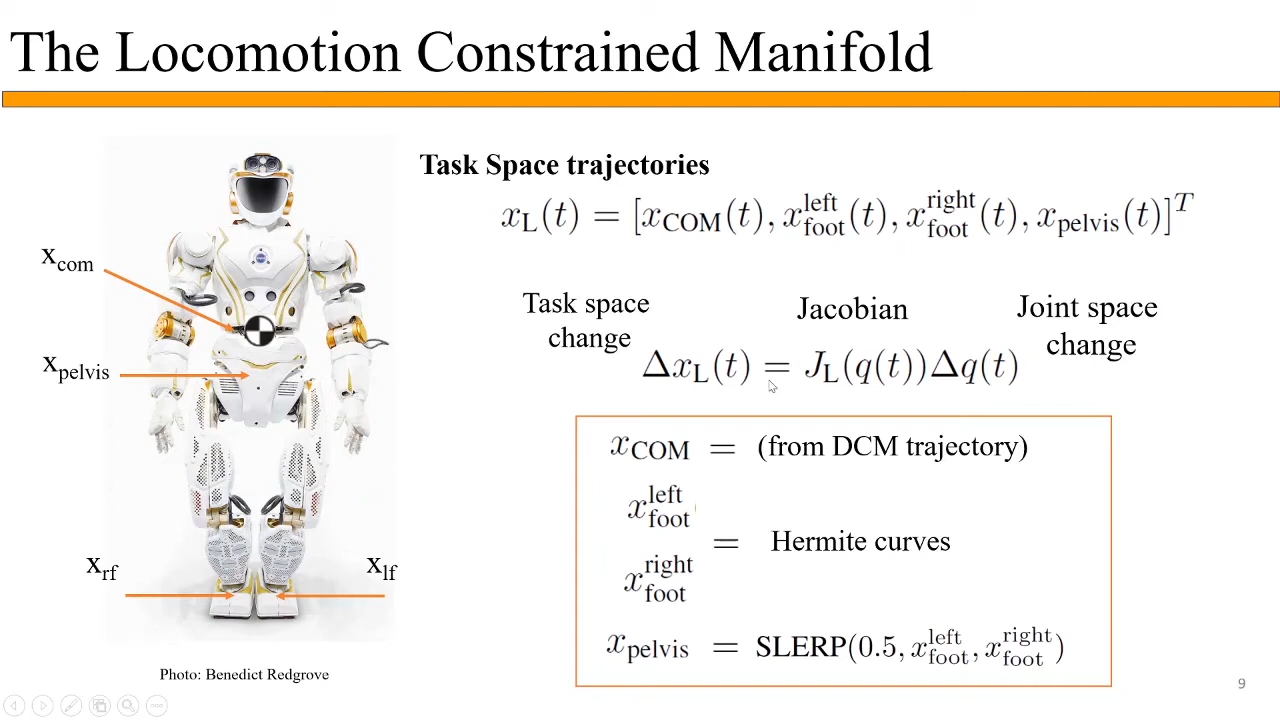 The Locomotion Constrained Manifold
Task Space trajectories
x_L(t) = [x_COM(t), x_foot^left(t), x_foot^right(t), x_pelvis(t)]^T
x_com
Task space
change
Jacobian
Joint space
change
Δx_L(t) = J_L(q(t))Δq(t)
x_pelvis
x_COM = (from DCM trajectory)
x_foot^left
= Hermite curves
x_foot^right
x_rf
x_lf
x_pelvis = SLERP(0.5, x_foot^left, x_foot^right)
Photo: Benedict Redgrove
9